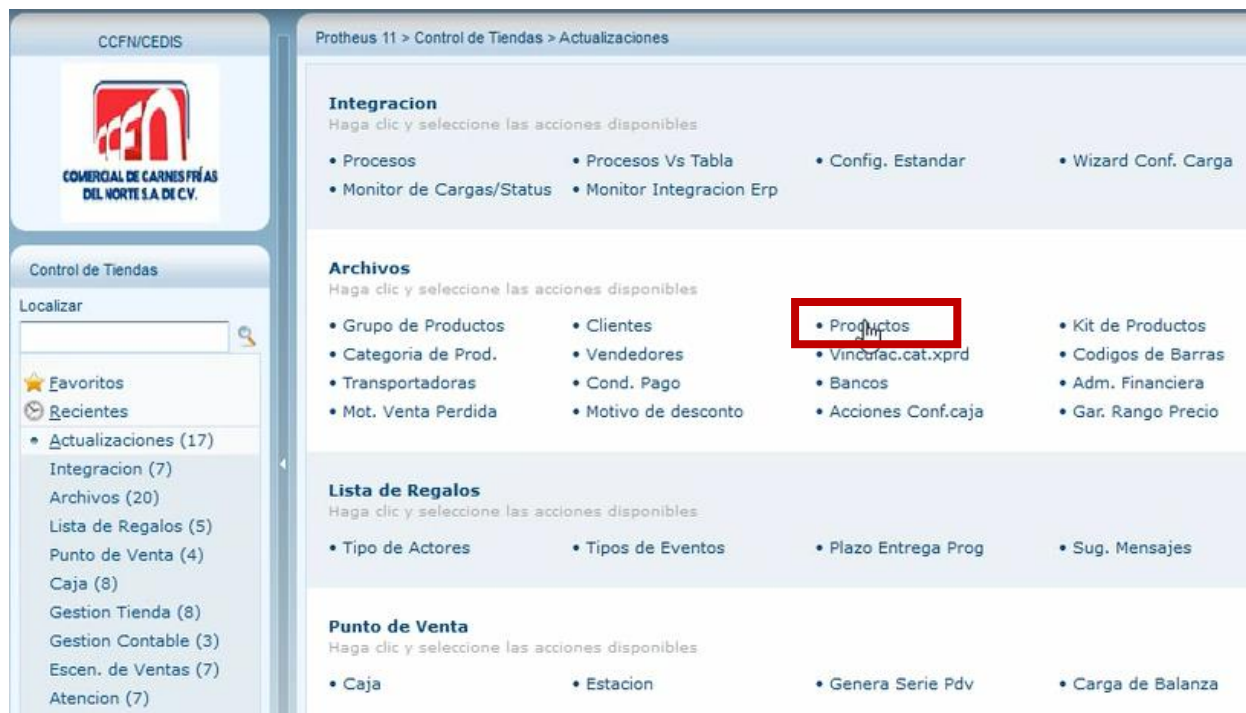 CCFN/CEDIS
CCFN
COMERCIAL DE CARNES FRÍAS
DEL NORTE S.A. DE C.V.
Control de Tiendas
Localizar
Favoritos
Recientes
• Actualizaciones (17)
Integracion (7)
Archivos (20)
Lista de Regalos (5)
Punto de Venta (4)
Caja (8)
Gestion Tienda (8)
Gestion Contable (3)
Escen. de Ventas (7)
Atencion (7)
Protheus 11 > Control de Tiendas > Actualizaciones
Integracion
Haga clic y seleccione las acciones disponibles
• Procesos • Procesos Vs Tabla • Config. Estandar • Wizard Conf. Carga
• Monitor de Cargas/Status • Monitor Integracion Erp
Archivos
Haga clic y seleccione las acciones disponibles
• Grupo de Productos • Clientes • Productos • Kit de Productos
• Categoria de Prod. • Vendedores • Vinculac.cat.xprd • Codigos de Barras
• Transportadoras • Cond. Pago • Bancos • Adm. Financiera
• Mot. Venta Perdida • Motivo de desconto • Acciones Conf.caja • Gar. Rango Precio
Lista de Regalos
Haga clic y seleccione las acciones disponibles
• Tipo de Actores • Tipos de Eventos • Plazo Entrega Prog • Sug. Mensajes
Punto de Venta
Haga clic y seleccione las acciones disponibles
• Caja • Estacion • Genera Serie Pdv • Carga de Balanza